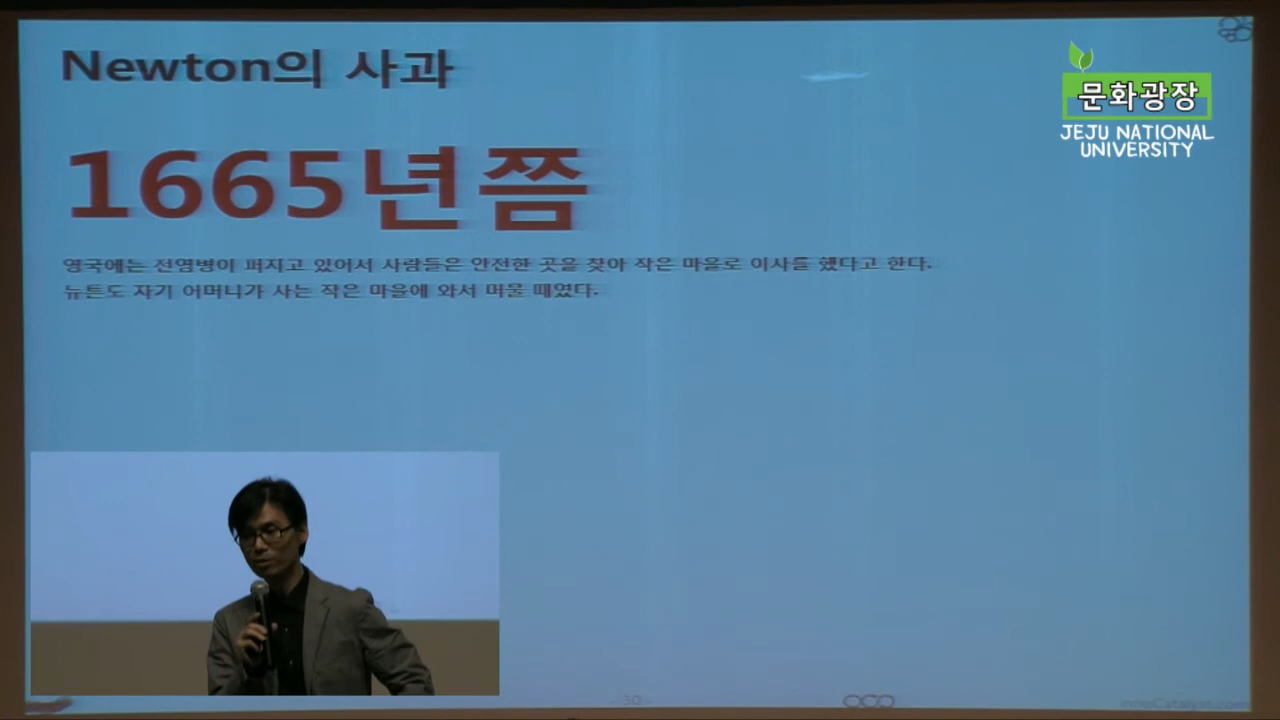 Newton의 사과
문화광장
JEJU NATIONAL
UNIVERSITY
1665년쯤
영국에는 전염병이 퍼지고 있어서 사람들은 안전한 곳을 찾아 작은 마을로 이사를 했다고 한다.
뉴튼도 자기 어머니가 사는 작은 마을에 와서 머물 때였다.
- 30 -